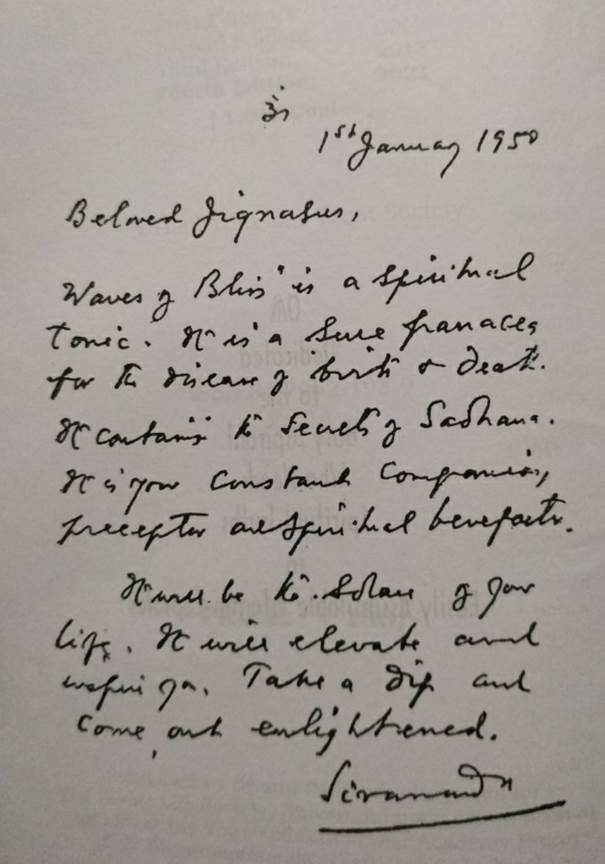 ॐ
1st January 1950
Beloved Jignasus,
Waves of Bliss" is a spiritual
tonic. It is a sure panacea
for the disease of birth & death.
It contains the secrets of Sadhana.
It is your constant companion,
preceptor and spiritual benefactor.
It will be the solace of your
life. It will elevate and
inspire you. Take a dip and
come out enlightened.
Sivananda